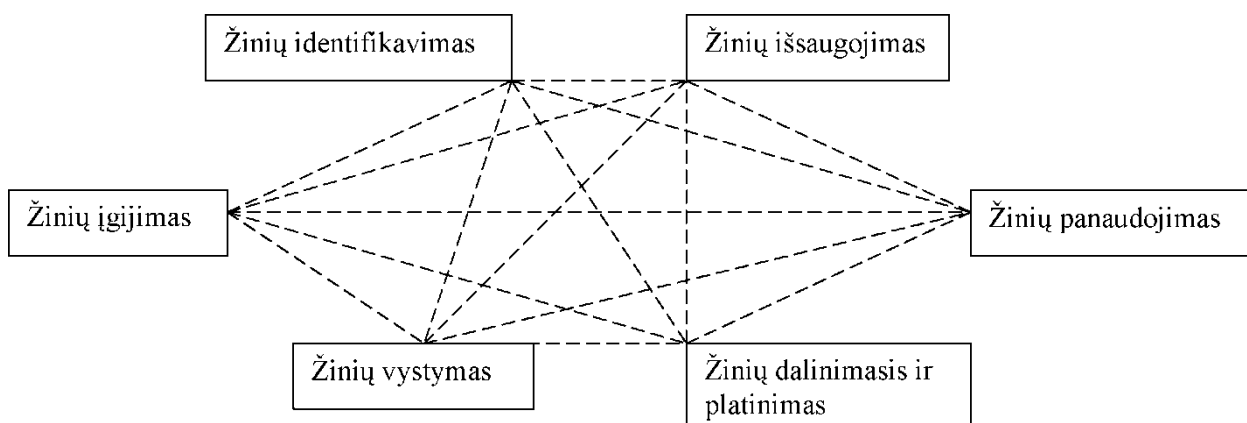 Žinių identifikavimas
Žinių išsaugojimas
Žinių įgijimas
Žinių panaudojimas
Žinių vystymas
Žinių dalinimasis ir
platinimas